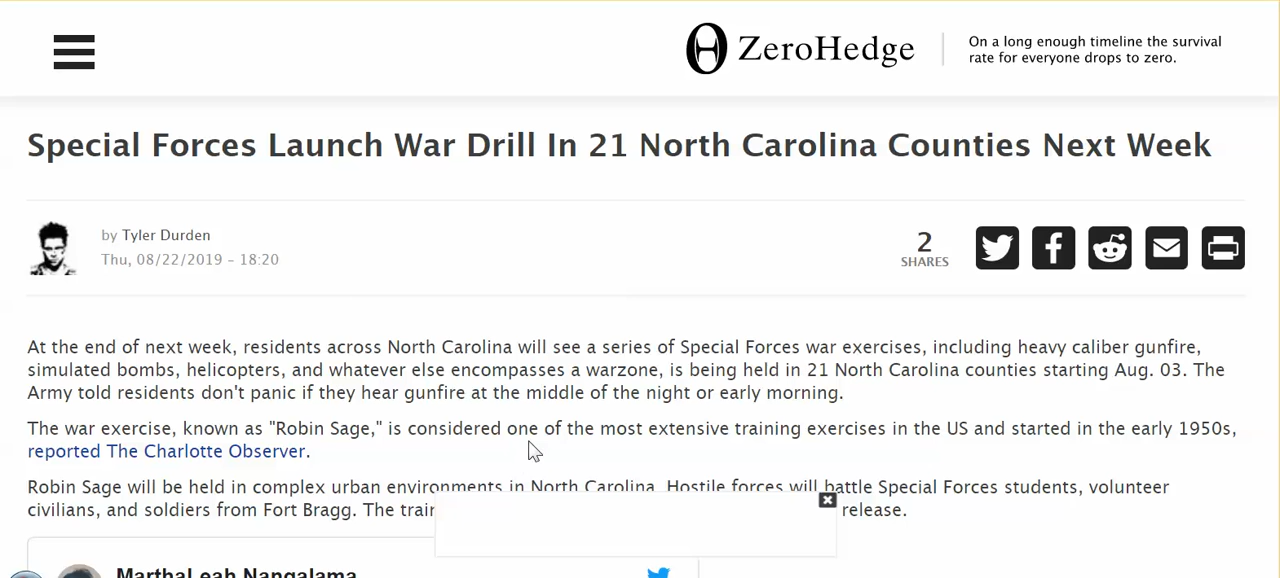 ZeroHedge
On a long enough timeline the survival
rate for everyone drops to zero.
Special Forces Launch War Drill In 21 North Carolina Counties Next Week
by Tyler Durden
Thu, 08/22/2019 - 18:20
2
SHARES
At the end of next week, residents across North Carolina will see a series of Special Forces war exercises, including heavy caliber gunfire,
simulated bombs, helicopters, and whatever else encompasses a warzone, is being held in 21 North Carolina counties starting Aug. 03. The
Army told residents don't panic if they hear gunfire at the middle of the night or early morning.
The war exercise, known as "Robin Sage," is considered one of the most extensive training exercises in the US and started in the early 1950s,
reported The Charlotte Observer.
Robin Sage will be held in complex urban environments in North Carolina. Hostile forces will battle Special Forces students, volunteer
civilians, and soldiers from Fort Bragg. The release.
MarthaLeah Nangalama